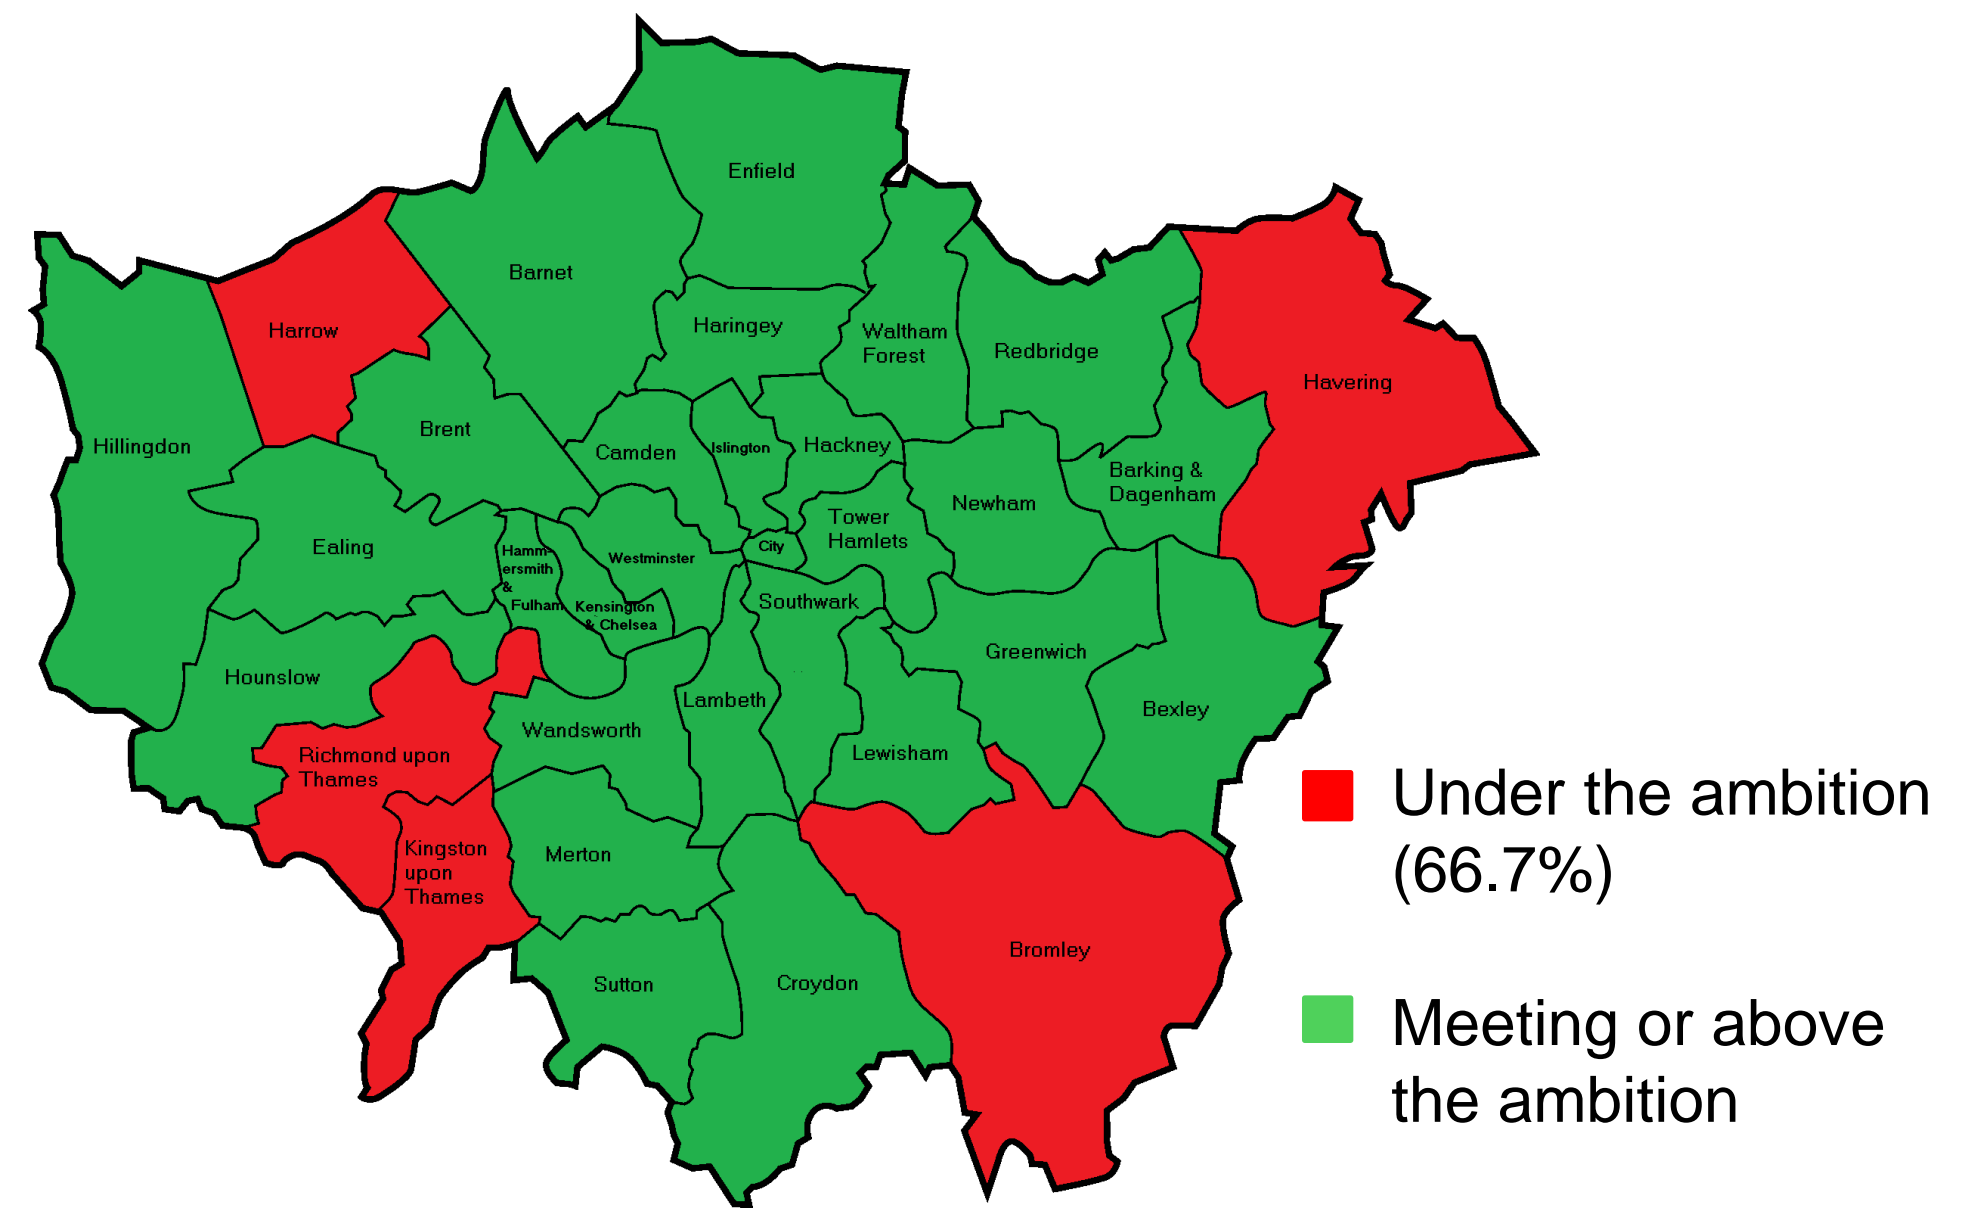 Enfield
Barnet
Harrow
Haringey
Waltham
Forest
Redbridge
Havering
Hillingdon
Brent
Camden
Islington
Hackney
Barking &
Dagenham
Newham
Tower
Hamlets
Ealing
Hamm-
ersmith
&
Fulham
Westminster
City
Kensington
& Chelsea
Southwark
Greenwich
Hounslow
Lambeth
Bexley
Wandsworth
Lewisham
Richmond upon
Thames
Kingston
upon
Thames
Merton
Bromley
Sutton
Croydon
Under the ambition
(66.7%)
Meeting or above
the ambition